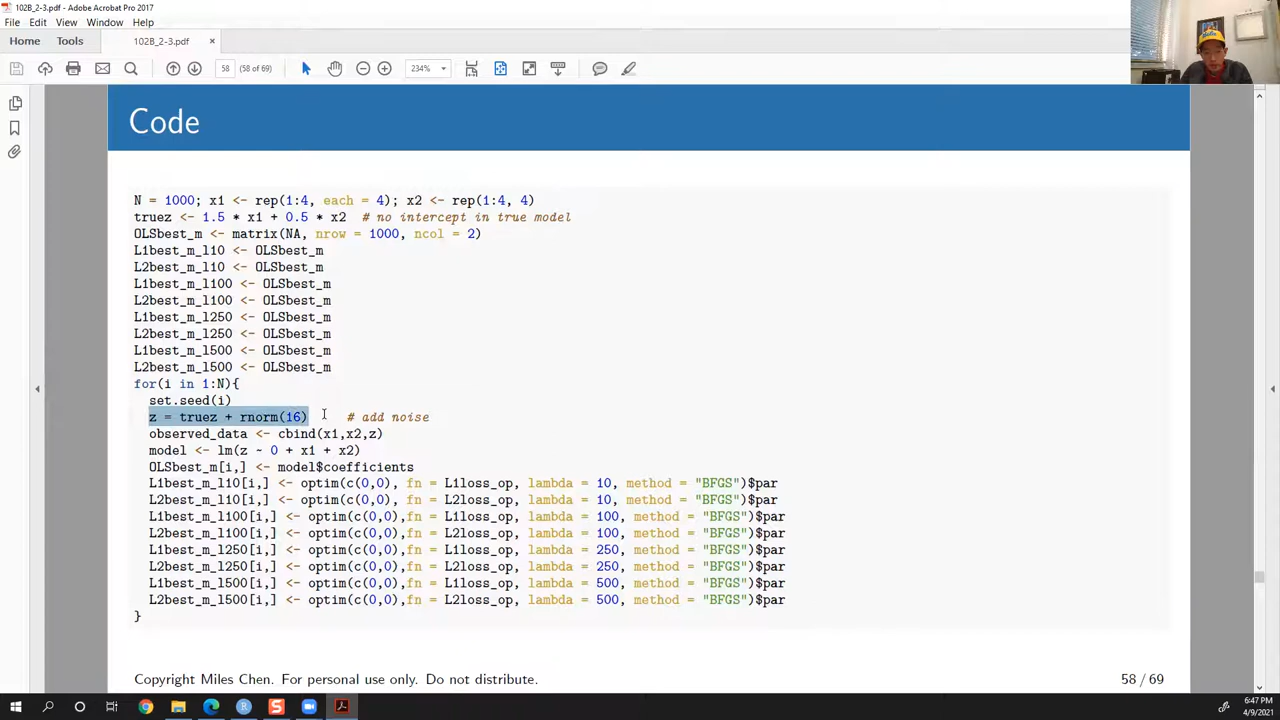 102B_2-3.pdf - Adobe Acrobat Pro 2017
File Edit View Window Help
Home Tools 102B_2-3.pdf ×
58 (58 of 69) 234%
Code
N = 1000; x1 <- rep(1:4, each = 4); x2 <- rep(1:4, 4)
truez <- 1.5 * x1 + 0.5 * x2 # no intercept in true model
OLSbest_m <- matrix(NA, nrow = 1000, ncol = 2)
L1best_m_l10 <- OLSbest_m
L2best_m_l10 <- OLSbest_m
L1best_m_l100 <- OLSbest_m
L2best_m_l100 <- OLSbest_m
L1best_m_l250 <- OLSbest_m
L2best_m_l250 <- OLSbest_m
L1best_m_l500 <- OLSbest_m
L2best_m_l500 <- OLSbest_m
for(i in 1:N){
set.seed(i)
z = truez + rnorm(16) # add noise
observed_data <- cbind(x1,x2,z)
model <- lm(z ~ 0 + x1 + x2)
OLSbest_m[i,] <- model$coefficients
L1best_m_l10[i,] <- optim(c(0,0), fn = L1loss_op, lambda = 10, method = "BFGS")$par
L2best_m_l10[i,] <- optim(c(0,0), fn = L2loss_op, lambda = 10, method = "BFGS")$par
L1best_m_l100[i,] <- optim(c(0,0),fn = L1loss_op, lambda = 100, method = "BFGS")$par
L2best_m_l100[i,] <- optim(c(0,0),fn = L2loss_op, lambda = 100, method = "BFGS")$par
L1best_m_l250[i,] <- optim(c(0,0),fn = L1loss_op, lambda = 250, method = "BFGS")$par
L2best_m_l250[i,] <- optim(c(0,0),fn = L2loss_op, lambda = 250, method = "BFGS")$par
L1best_m_l500[i,] <- optim(c(0,0),fn = L1loss_op, lambda = 500, method = "BFGS")$par
L2best_m_l500[i,] <- optim(c(0,0),fn = L2loss_op, lambda = 500, method = "BFGS")$par
}
Copyright Miles Chen. For personal use only. Do not distribute. 58 / 69
6:47 PM
4/9/2021